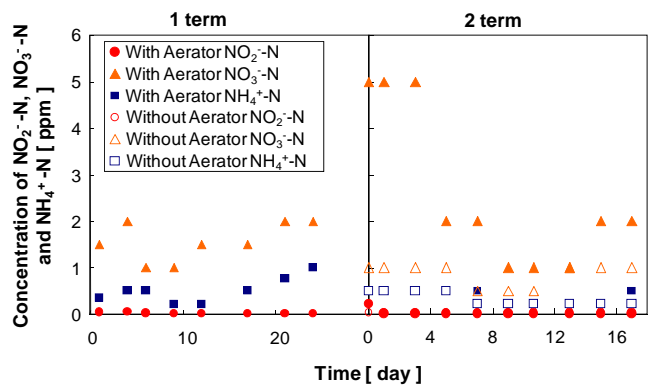 1 term
2 term
Concentration of NO₂⁻-N, NO₃⁻-N
and NH₄⁺-N [ ppm ]
6
5
4
3
2
1
0
With Aerator NO₂⁻-N
With Aerator NO₃⁻-N
With Aerator NH₄⁺-N
Without Aerator NO₂⁻-N
Without Aerator NO₃⁻-N
Without Aerator NH₄⁺-N
0 10 20 0 4 8 12 16
Time [ day ]